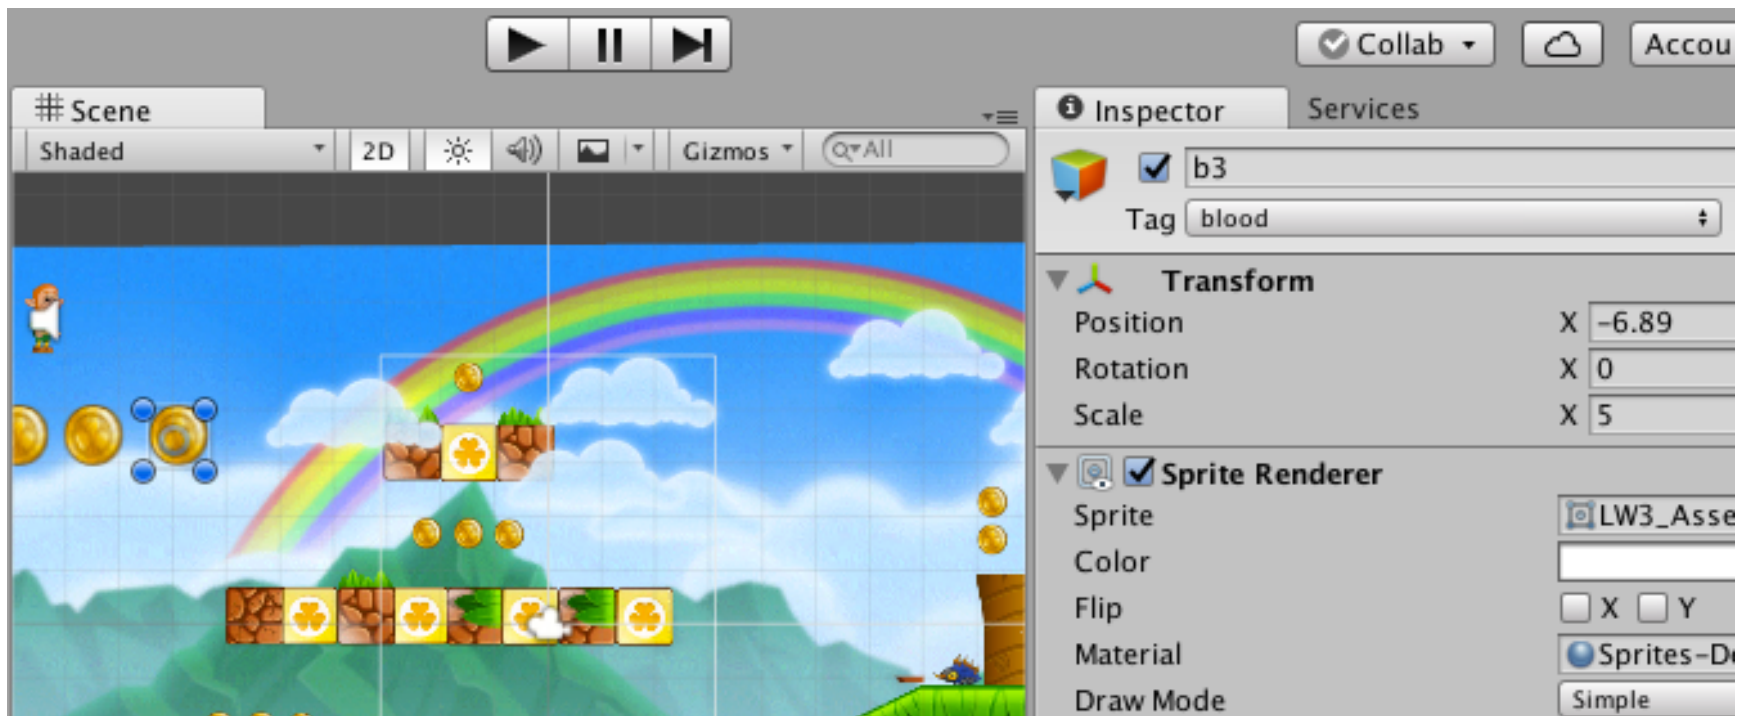 Collab
Accou
Scene
Inspector Services
Shaded 2D Gizmos All
b3
Tag blood
Transform
Position X -6.89
Rotation X 0
Scale X 5
Sprite Renderer
Sprite LW3_Asse
Color
Flip X Y
Material Sprites-De
Draw Mode Simple